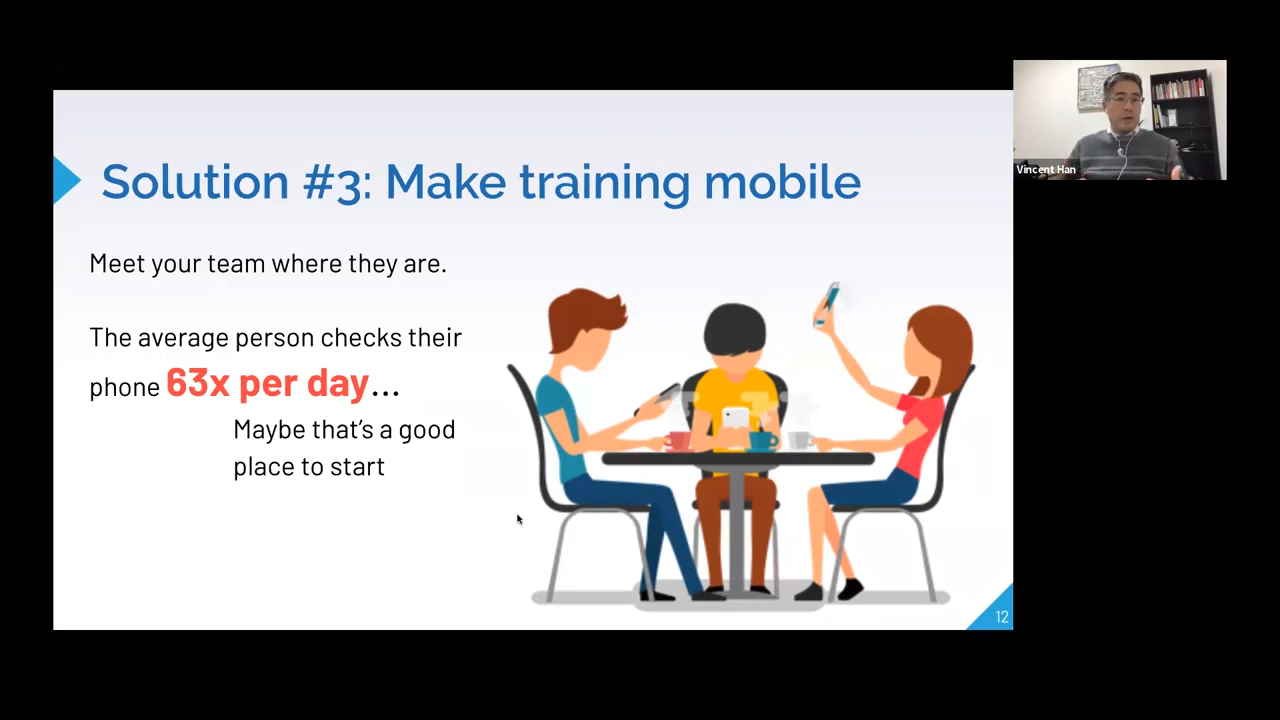 Solution #3: Make training mobile
Meet your team where they are.
The average person checks their
phone 63x per day...
Maybe that's a good
place to start
12
Vincent Han